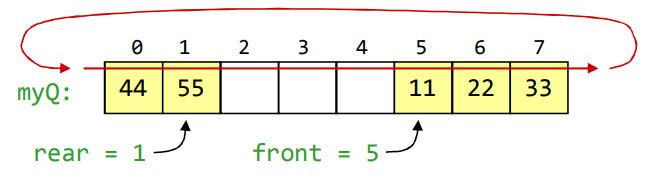 0 1 2 3 4 5 6 7
myQ: 44 55 11 22 33
rear = 1 front = 5